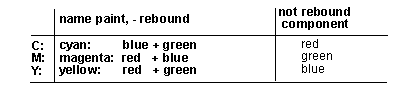 name paint, - rebound not rebound
component
C: cyan: blue + green red
M: magenta: red + blue green
Y: yellow: red + green blue